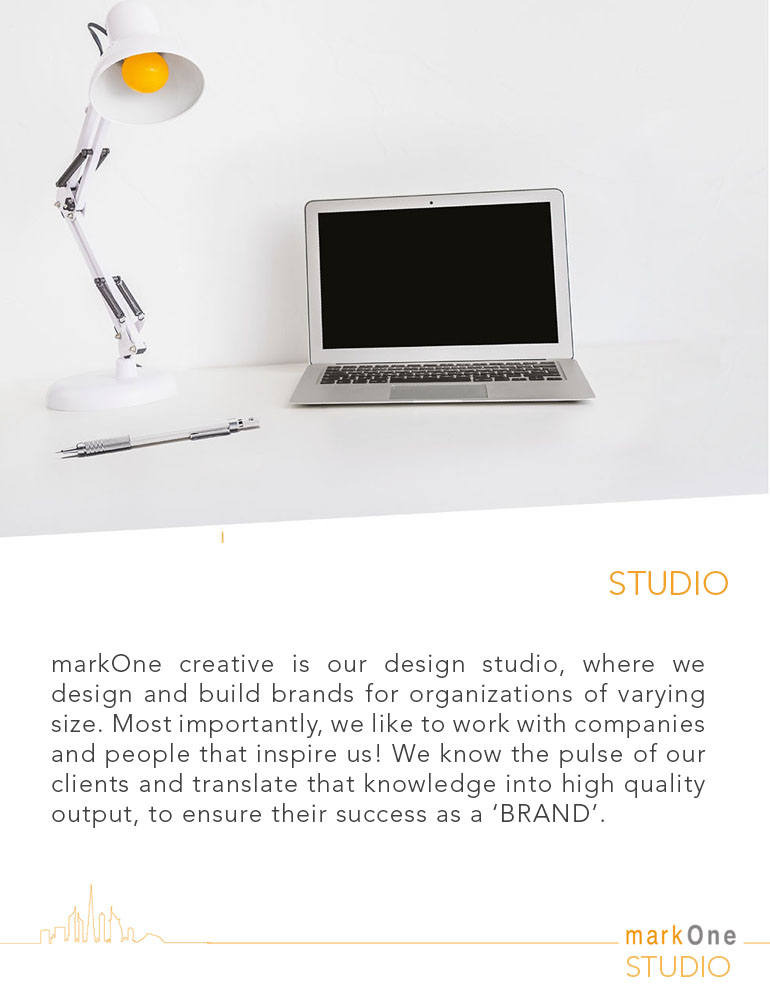 STUDIO
markOne creative is our design studio, where we
design and build brands for organizations of varying
size. Most importantly, we like to work with companies
and people that inspire us! We know the pulse of our
clients and translate that knowledge into high quality
output, to ensure their success as a ‘BRAND’.
markOne
STUDIO